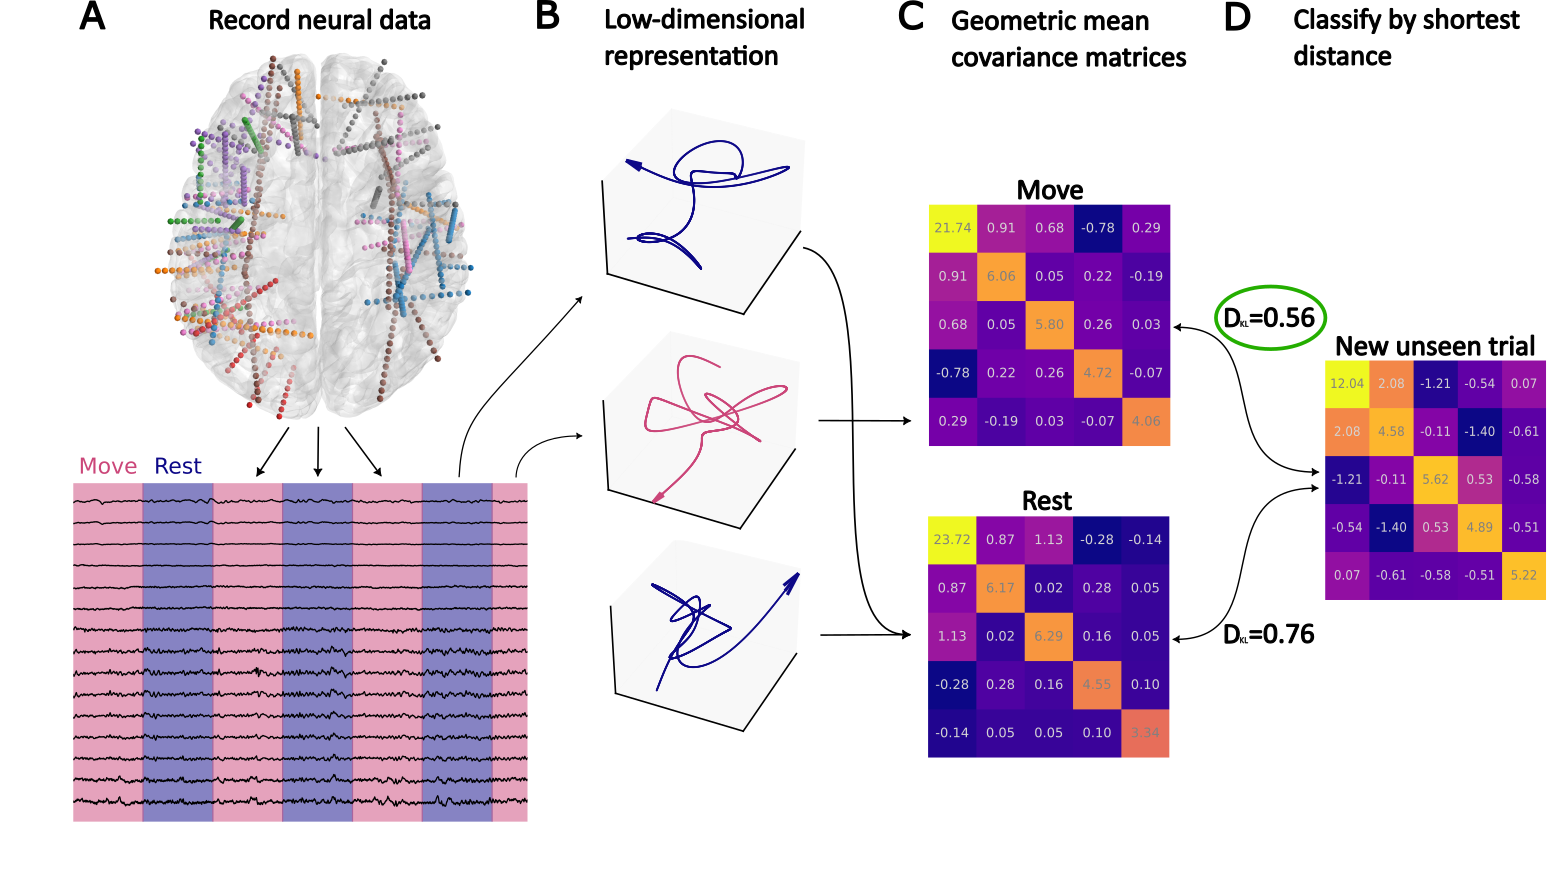 A Record neural data
B Low-dimensional
representation
C Geometric mean
covariance matrices
D Classify by shortest
distance
Move Rest
Move
21.74 0.91 0.68 -0.78 0.29
0.91 6.06 0.05 0.22 -0.19
0.68 0.05 5.80 0.26 0.03
-0.78 0.22 0.26 4.72 -0.07
0.29 -0.19 0.03 -0.07 4.06
Rest
23.72 0.87 1.13 -0.28 -0.14
0.87 6.17 0.02 0.28 0.05
1.13 0.02 6.29 0.16 0.05
-0.28 0.28 0.16 4.55 0.10
-0.14 0.05 0.05 0.10 3.34
DKL=0.56
New unseen trial
12.04 2.08 -1.21 -0.54 0.07
2.08 4.58 -0.11 -1.40 -0.61
-1.21 -0.11 5.62 0.53 -0.58
-0.54 -1.40 0.53 4.89 -0.51
0.07 -0.61 -0.58 -0.51 5.22
DKL=0.76